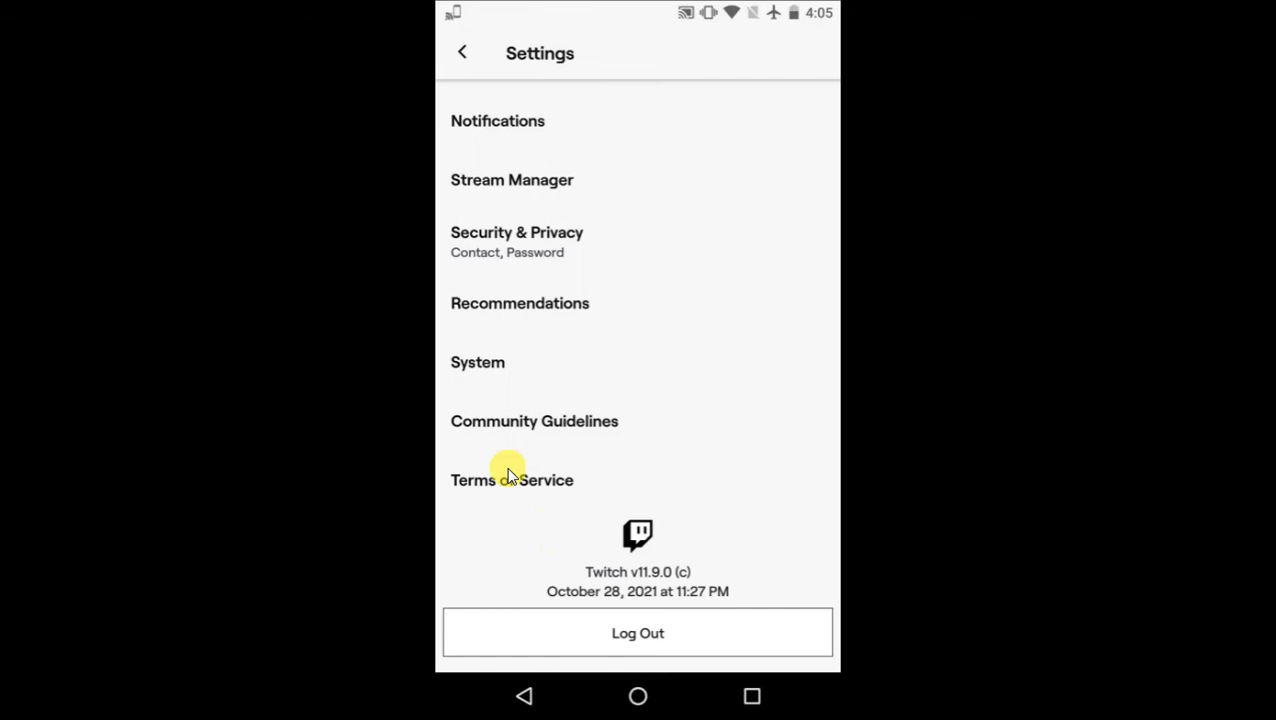 4:05
Settings
Notifications
Stream Manager
Security & Privacy
Contact, Password
Recommendations
System
Community Guidelines
Terms of Service
Twitch v11.9.0 (c)
October 28, 2021 at 11:27 PM
Log Out